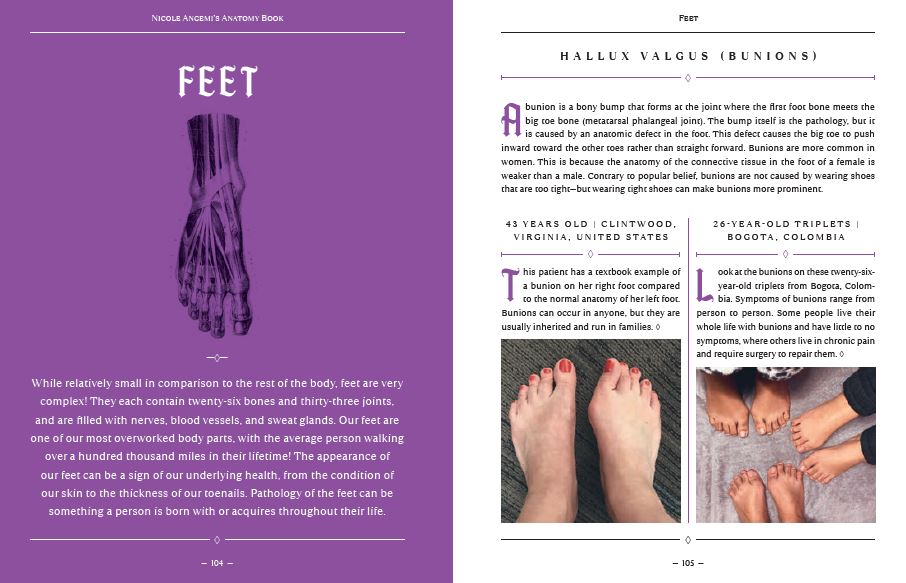 Nicole Angemi's Anatomy Book
FEET
While relatively small in comparison to the rest of the body, feet are very
complex! They each contain twenty-six bones and thirty-three joints,
and are filled with nerves, blood vessels, and sweat glands. Our feet are
one of our most overworked body parts, with the average person walking
over a hundred thousand miles in their lifetime! The appearance of
our feet can be a sign of our underlying health, from the condition of
our skin to the thickness of our toenails. Pathology of the feet can be
something a person is born with or acquires throughout their life.
— 104 —
Feet
HALLUX VALGUS (BUNIONS)
A bunion is a bony bump that forms at the joint where the first foot bone meets the
big toe bone (metatarsal phalangeal joint). The bump itself is the pathology, but it
is caused by an anatomic defect in the foot. This defect causes the big toe to push
inward toward the other toes rather than straight forward. Bunions are more common in
women. This is because the anatomy of the connective tissue in the foot of a female is
weaker than a male. Contrary to popular belief, bunions are not caused by wearing shoes
that are too tight—but wearing tight shoes can make bunions more prominent.
43 YEARS OLD | CLINTWOOD,
VIRGINIA, UNITED STATES
This patient has a textbook example of
a bunion on her right foot compared
to the normal anatomy of her left foot.
Bunions can occur in anyone, but they are
usually inherited and run in families. ◊
26-YEAR-OLD TRIPLETS |
BOGOTA, COLOMBIA
Look at the bunions on these twenty-six-
year-old triplets from Bogota, Colom-
bia. Symptoms of bunions range from
person to person. Some people live their
whole life with bunions and have little to no
symptoms, where others live in chronic pain
and require surgery to repair them. ◊
— 105 —